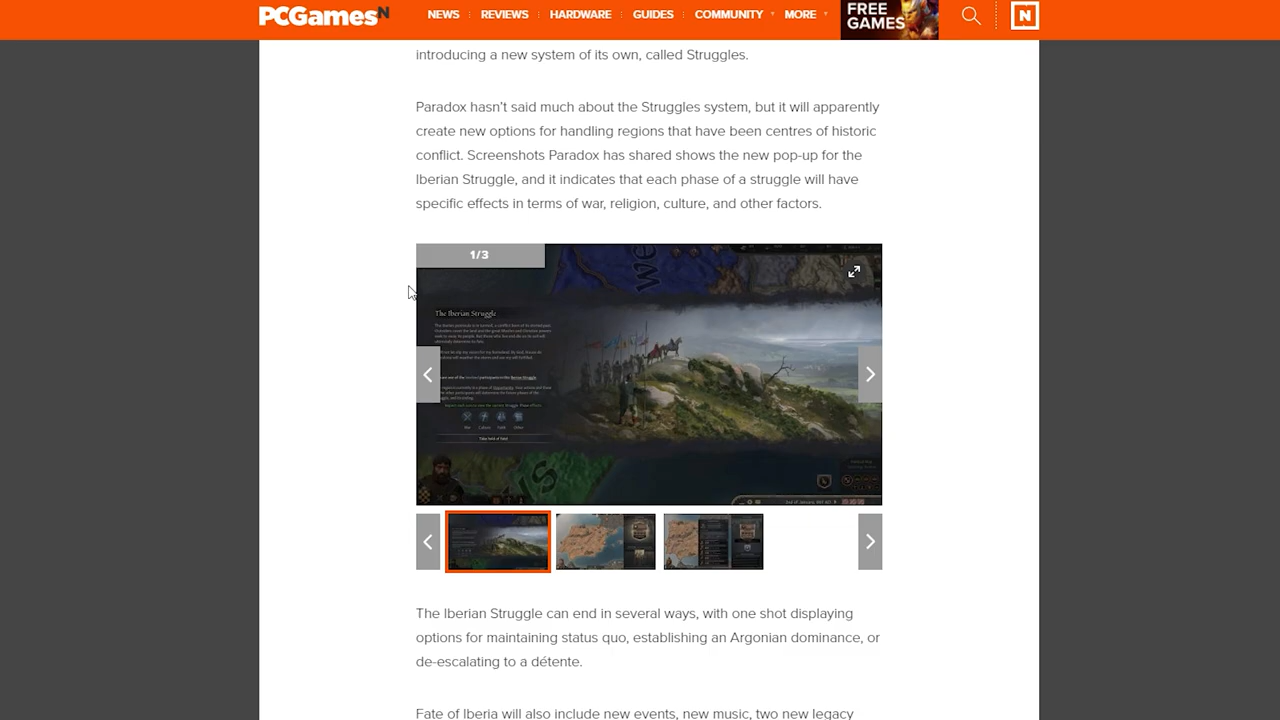 PCGamesN
NEWS
REVIEWS
HARDWARE
GUIDES
COMMUNITY
MORE
FREE
GAMES
N
introducing a new system of its own, called Struggles.
Paradox hasn't said much about the Struggles system, but it will apparently
create new options for handling regions that have been centres of historic
conflict. Screenshots Paradox has shared shows the new pop-up for the
Iberian Struggle, and it indicates that each phase of a struggle will have
specific effects in terms of war, religion, culture, and other factors.
1/3
The Iberian Struggle
The Iberian Struggle can end in several ways, with one shot displaying
options for maintaining status quo, establishing an Argonian dominance, or
de-escalating to a détente.
Fate of Iberia will also include new events, new music, two new legacy